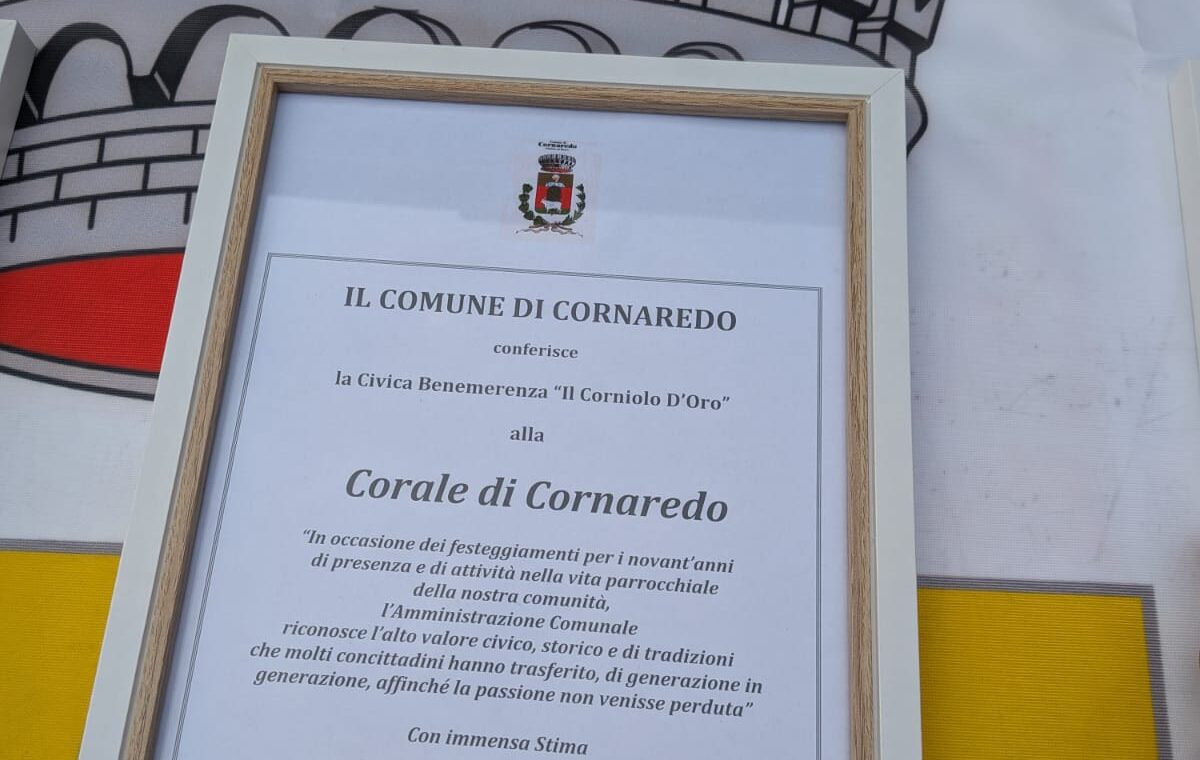 Cornaredo
IL COMUNE DI CORNAREDO
conferisce
la Civica Benemerenza “Il Corniolo D’Oro”
alla
Corale di Cornaredo
“In occasione dei festeggiamenti per i novant’anni
di presenza e di attività nella vita parrocchiale
della nostra comunità,
l’Amministrazione Comunale
riconosce l’alto valore civico, storico e di tradizioni
che molti concittadini hanno trasferito, di generazione in
generazione, affinché la passione non venisse perduta”
Con immensa Stima